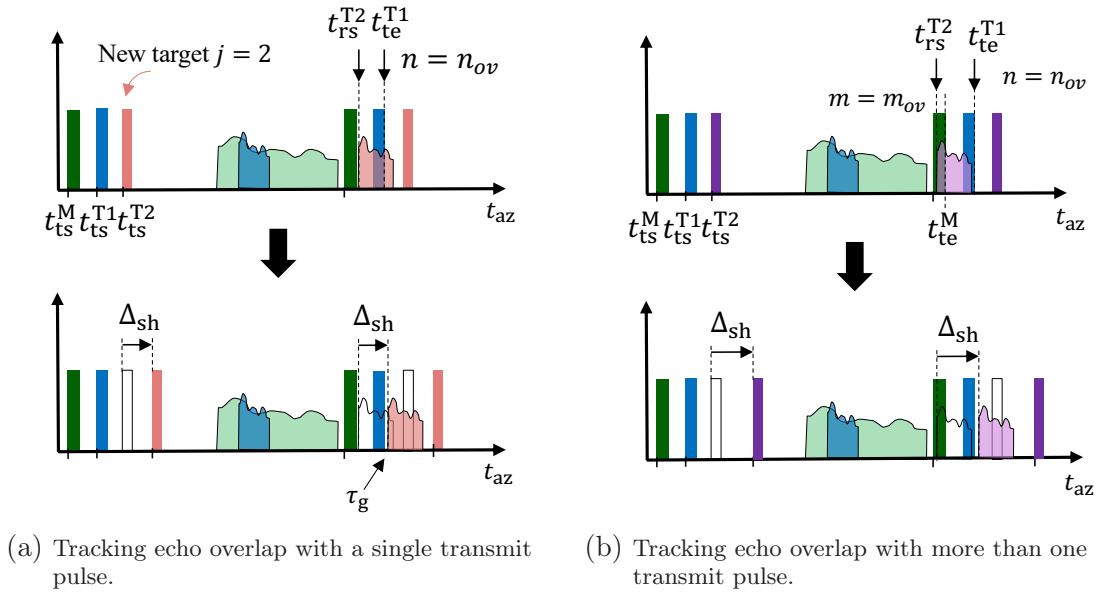 t_rs^T2 t_te^T1
New target j = 2
n = n_ov
t_az
t_ts^M t_ts^T1 t_ts^T2
Δ_sh
Δ_sh
t_az
τ_g
(a) Tracking echo overlap with a single transmit
pulse.
t_rs^T2 t_te^T1
m = m_ov
n = n_ov
t_az
t_ts^M t_ts^T1 t_ts^T2
t_te^M
Δ_sh
Δ_sh
t_az
(b) Tracking echo overlap with more than one
transmit pulse.